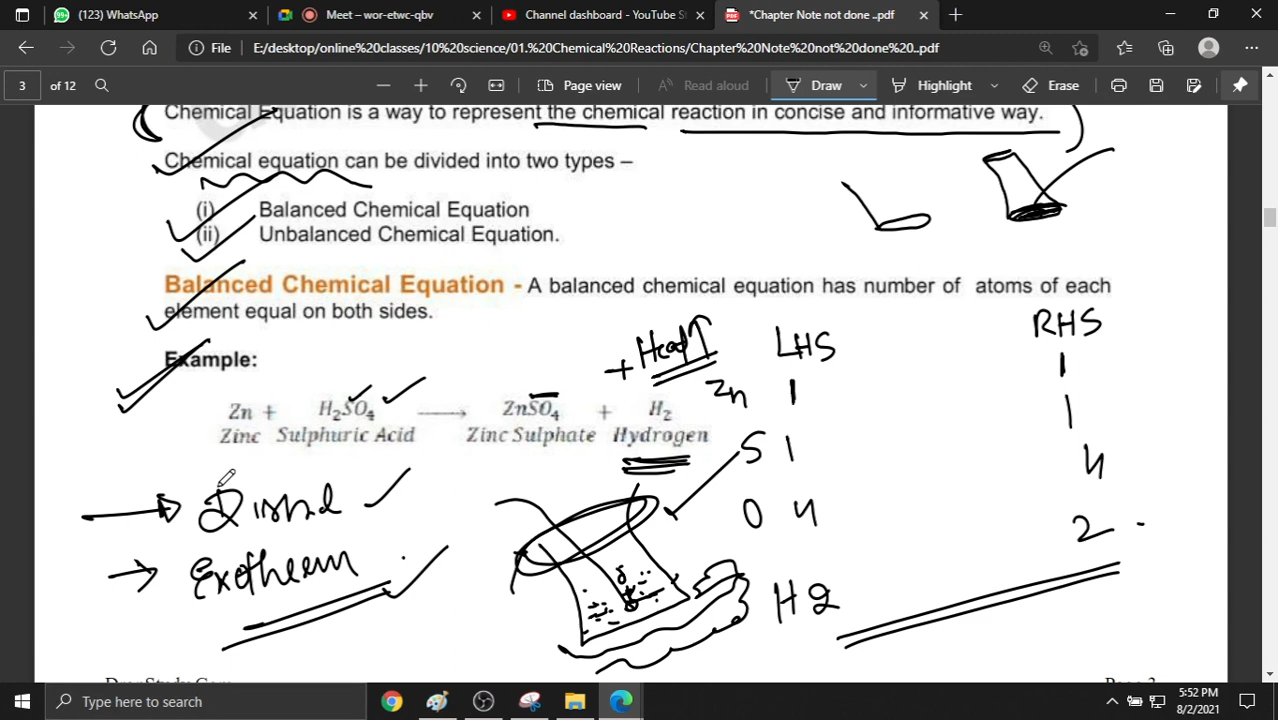 (123) WhatsApp
Meet – wor-etwc-qbv
Channel dashboard - YouTube St
*Chapter Note not done ..pdf
File E:/desktop/online%20classes/10%20science/01.%20Chemical%20Reactions/Chapter%20Note%20not%20done%20..pdf
3 of 12 Page view Read aloud Draw Highlight Erase
Chemical Equation is a way to represent the chemical reaction in concise and informative way.
Chemical equation can be divided into two types –
(i) Balanced Chemical Equation
(ii) Unbalanced Chemical Equation.
Balanced Chemical Equation - A balanced chemical equation has number of atoms of each
element equal on both sides.
Example:
+ Heat↑
LHS RHS
Zn 1 1
Zn + H₂SO₄ ⟶ ZnSO₄ + H₂
Zinc Sulphuric Acid Zinc Sulphate Hydrogen
S 1 1
O 4 4
H 2 2
Exotheem
Page 3
Type here to search
5:52 PM
8/2/2021